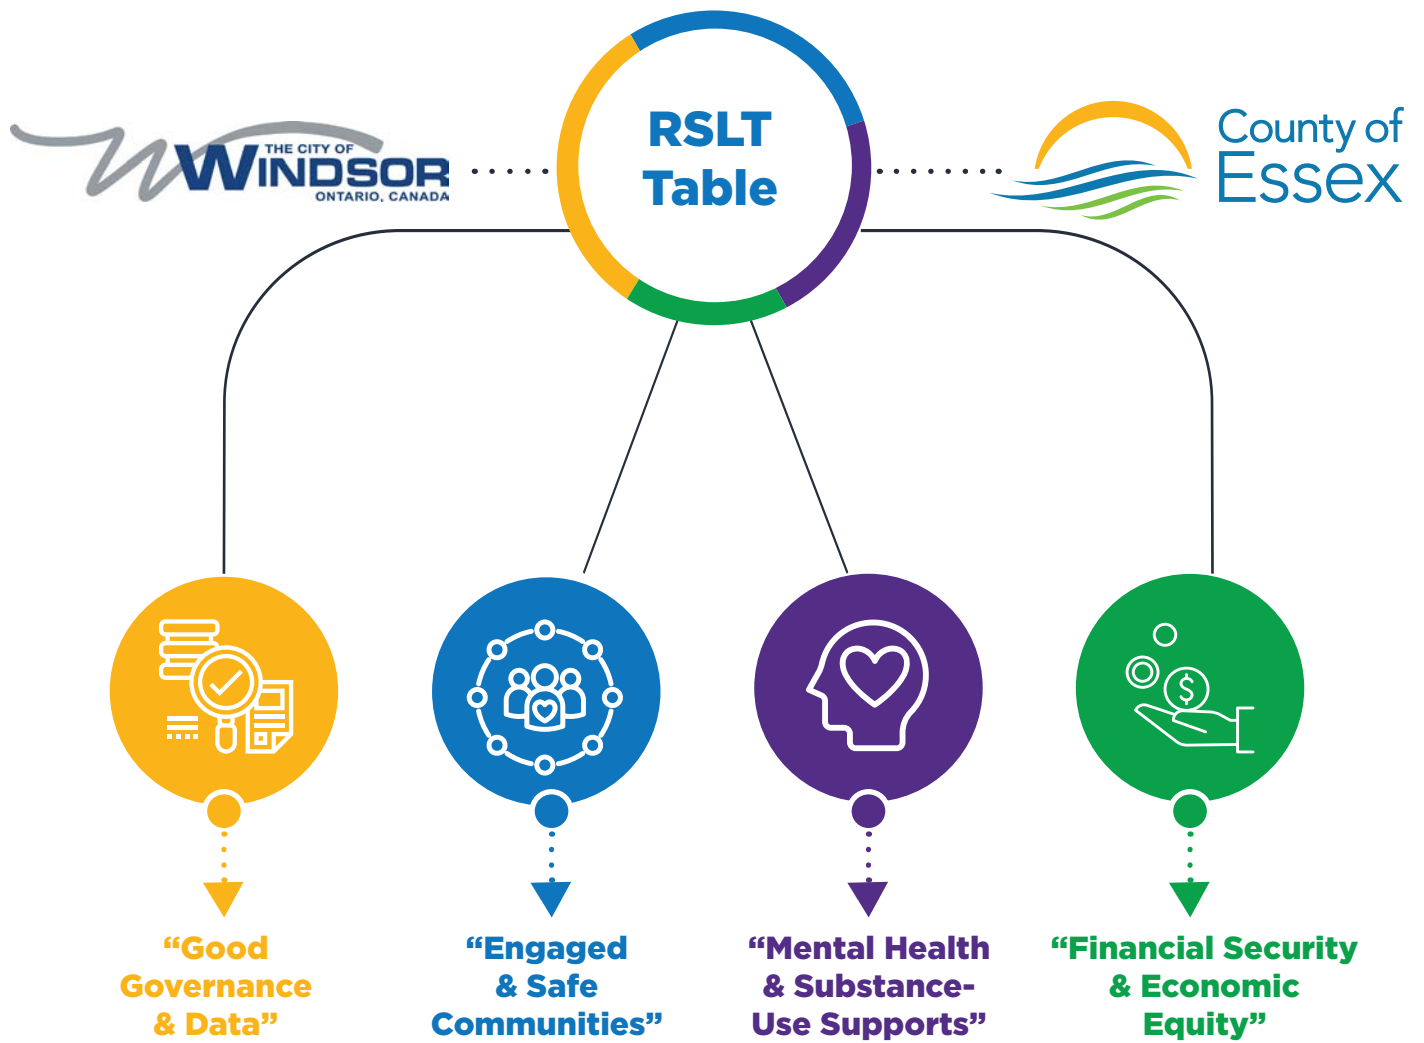 RSLT
Table
THE CITY OF
WINDSOR
ONTARIO, CANADA
County of
Essex
$
“Good
Governance
& Data”
“Engaged
& Safe
Communities”
“Mental Health
& Substance-
Use Supports”
“Financial Security
& Economic
Equity”